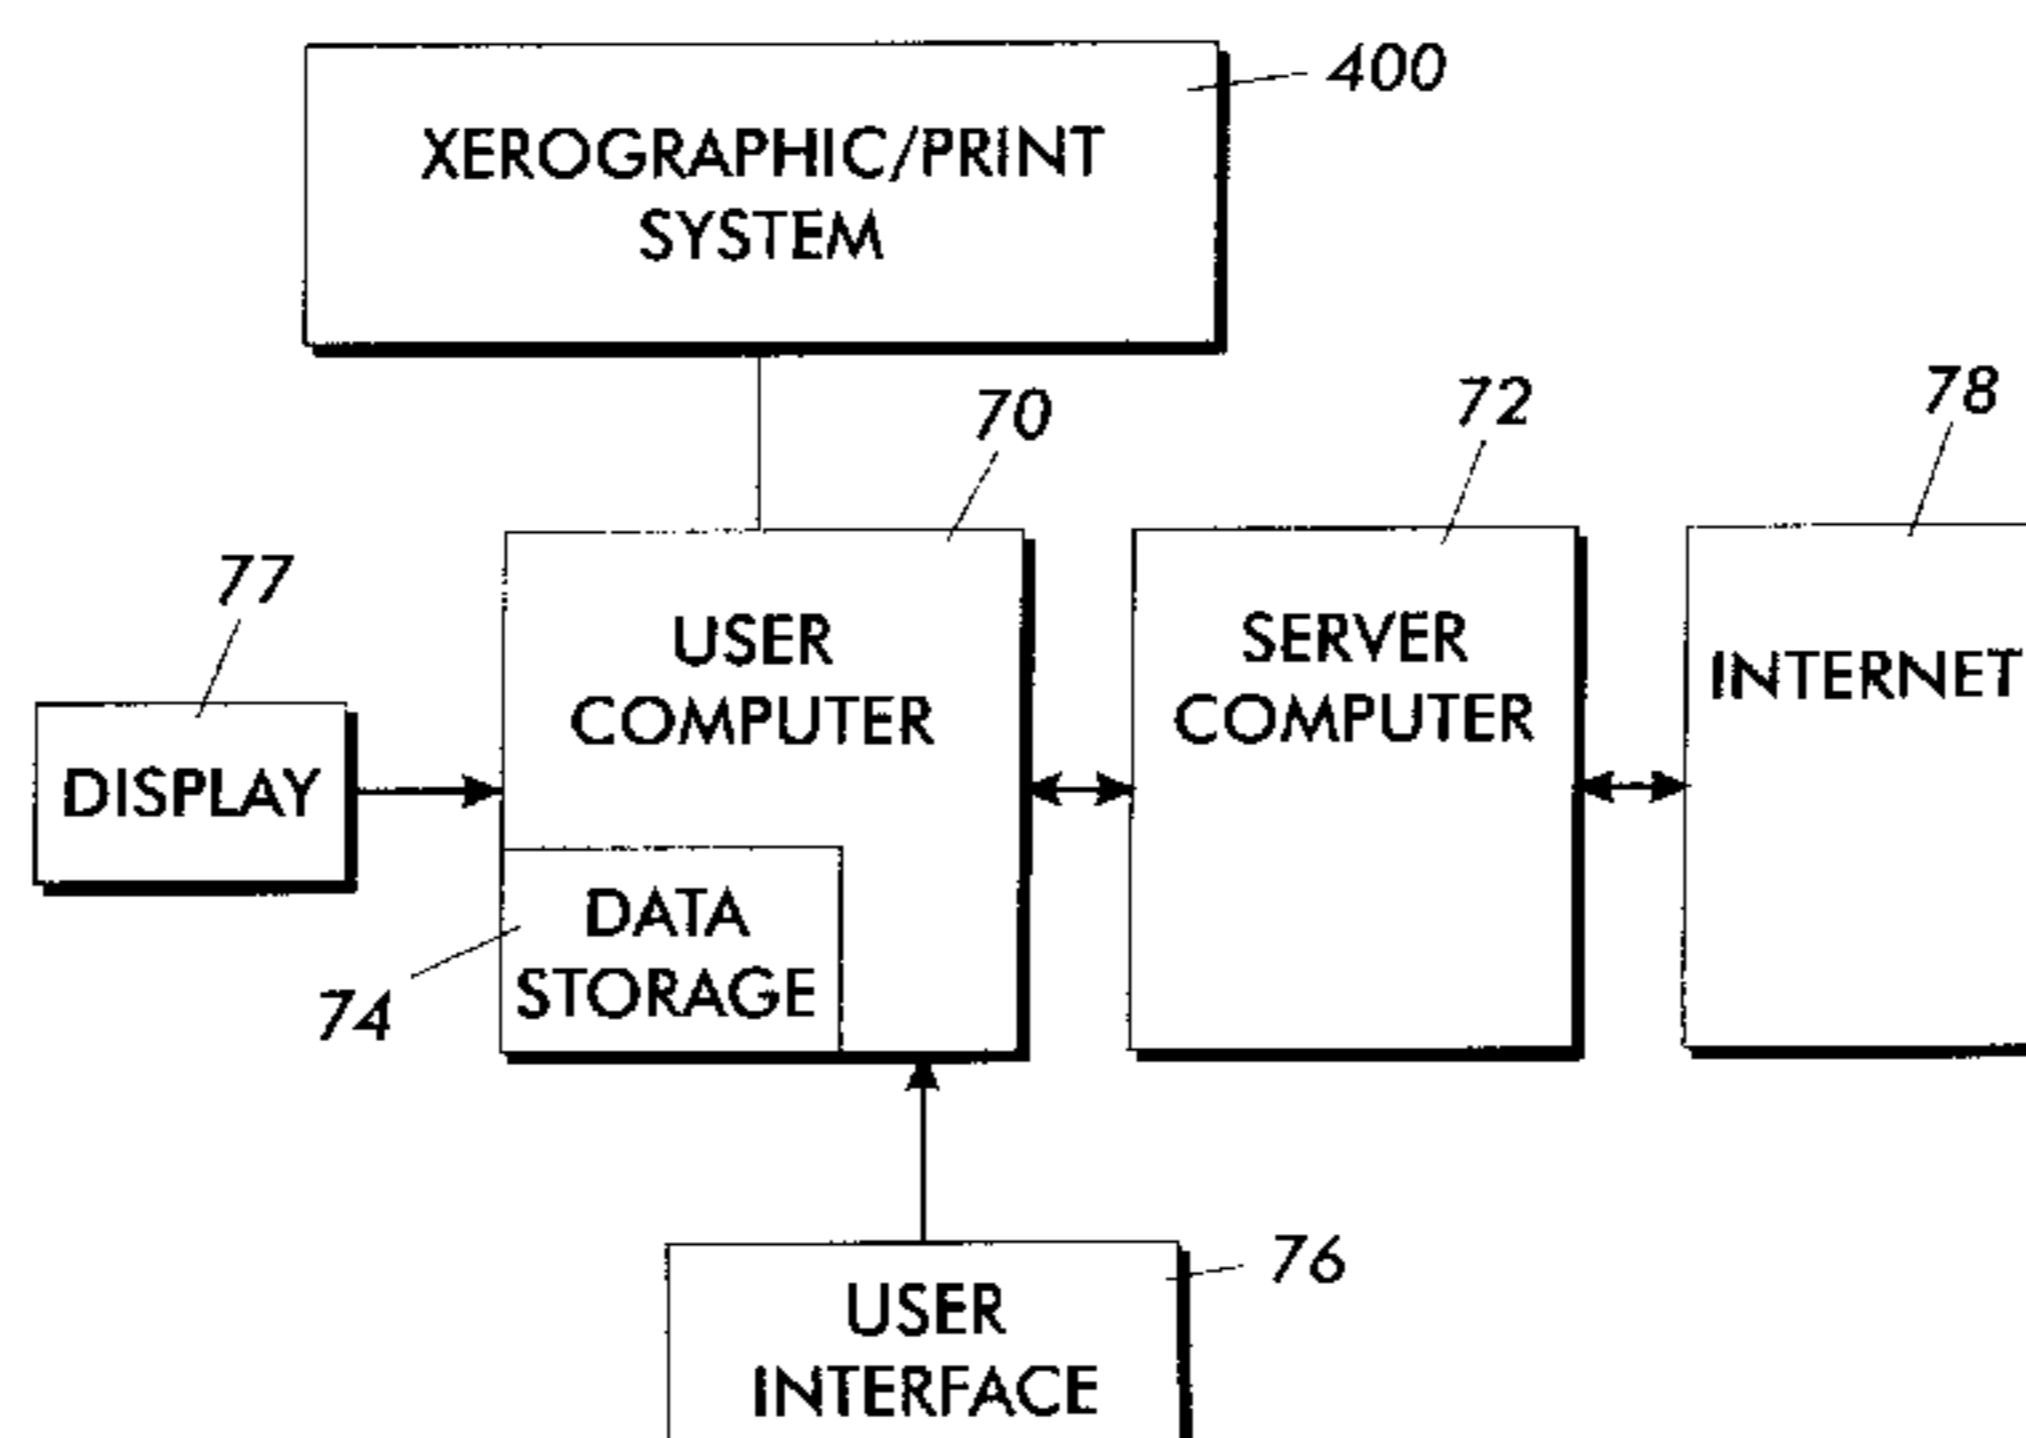 400
XEROGRAPHIC/PRINT
SYSTEM
70
72
78
77
USER
COMPUTER
SERVER
COMPUTER
INTERNET
DISPLAY
DATA
STORAGE
74
76
USER
INTERFACE